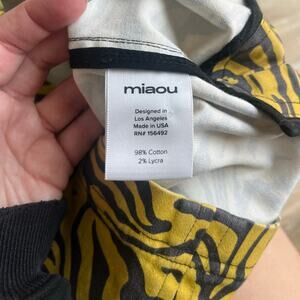 miaou
Designed in
Los Angeles
Made in USA
RN# 156492
98% Cotton
2% Lycra